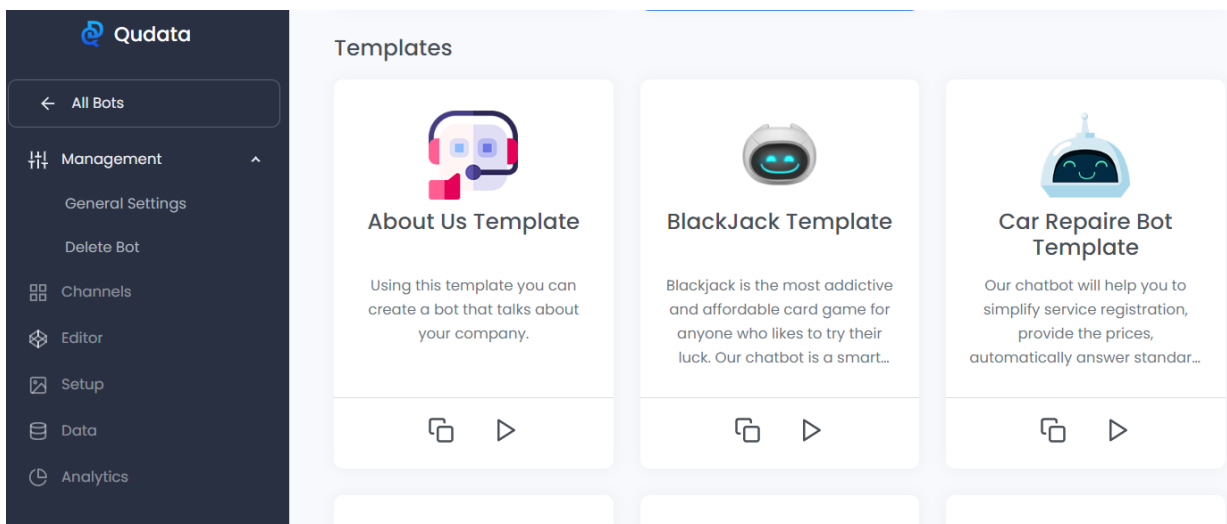 Qudata
All Bots
Management
General Settings
Delete Bot
Channels
Editor
Setup
Data
Analytics
Templates
About Us Template
Using this template you can
create a bot that talks about
your company.
BlackJack Template
Blackjack is the most addictive
and affordable card game for
anyone who likes to try their
luck. Our chatbot is a smart...
Car Repaire Bot
Template
Our chatbot will help you to
simplify service registration,
provide the prices,
automatically answer standar...